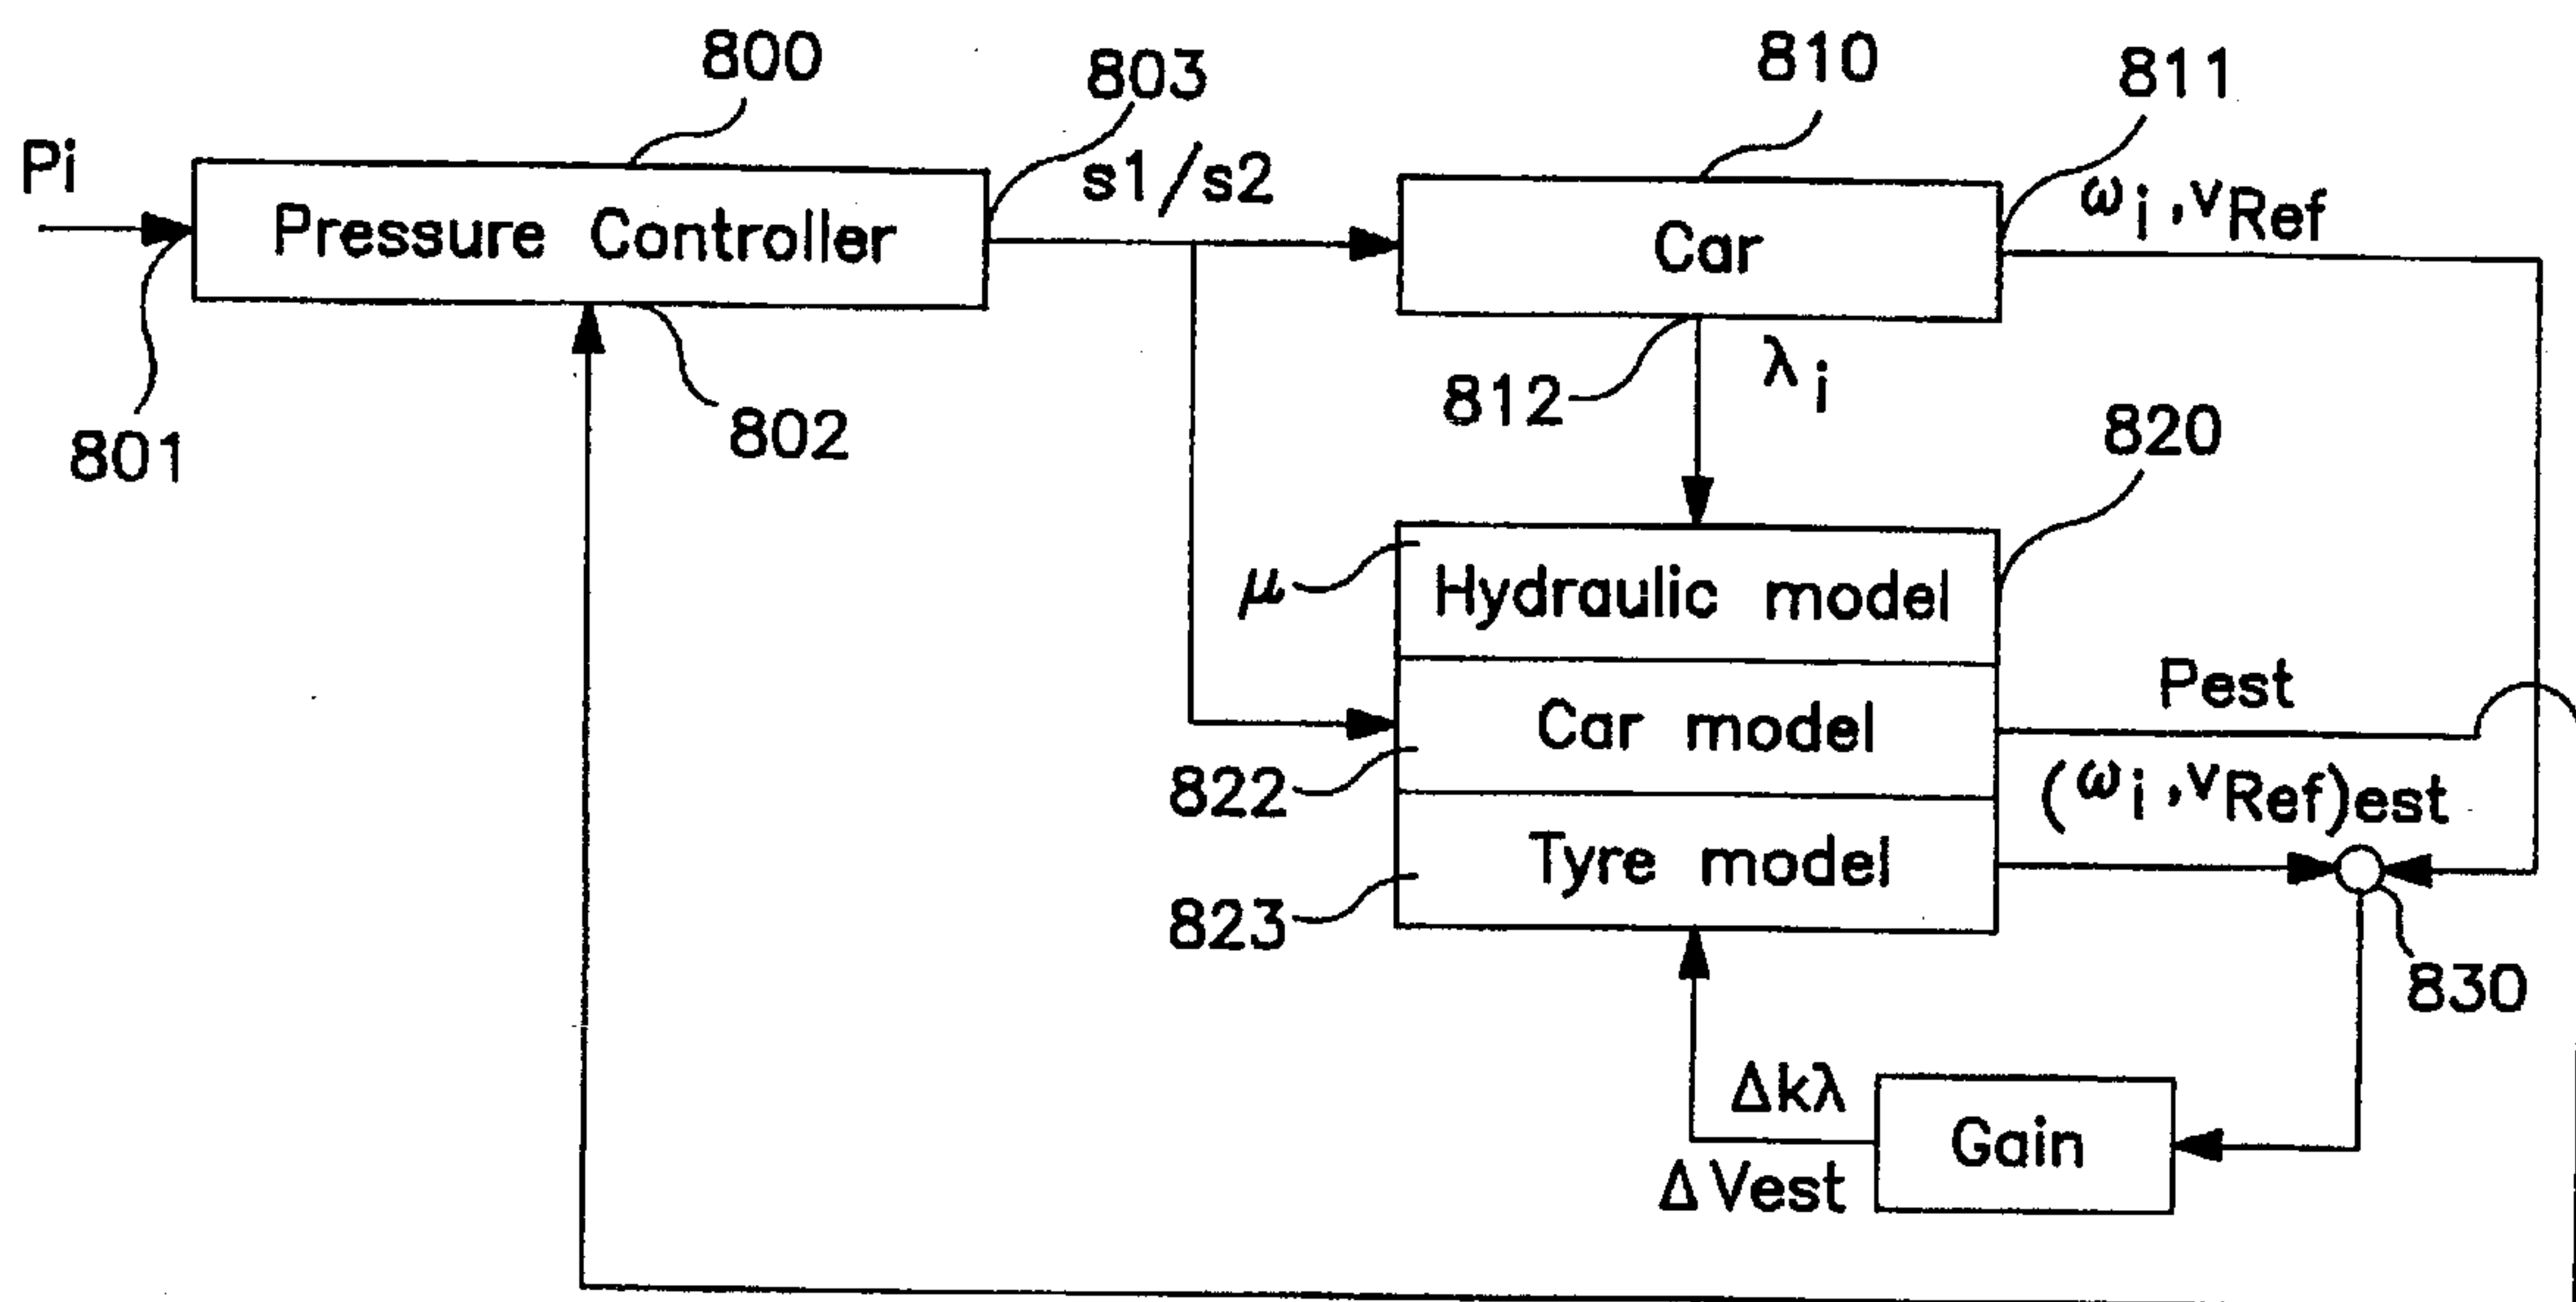 800
803
810
811
Pi
s1/s2
ωi,vRef
Pressure Controller
Car
801
802
812
λi
820
μ
Hydraulic model
Pest
Car model
822
(ωi,vRef)est
Tyre model
823
830
Δkλ
Gain
ΔVest